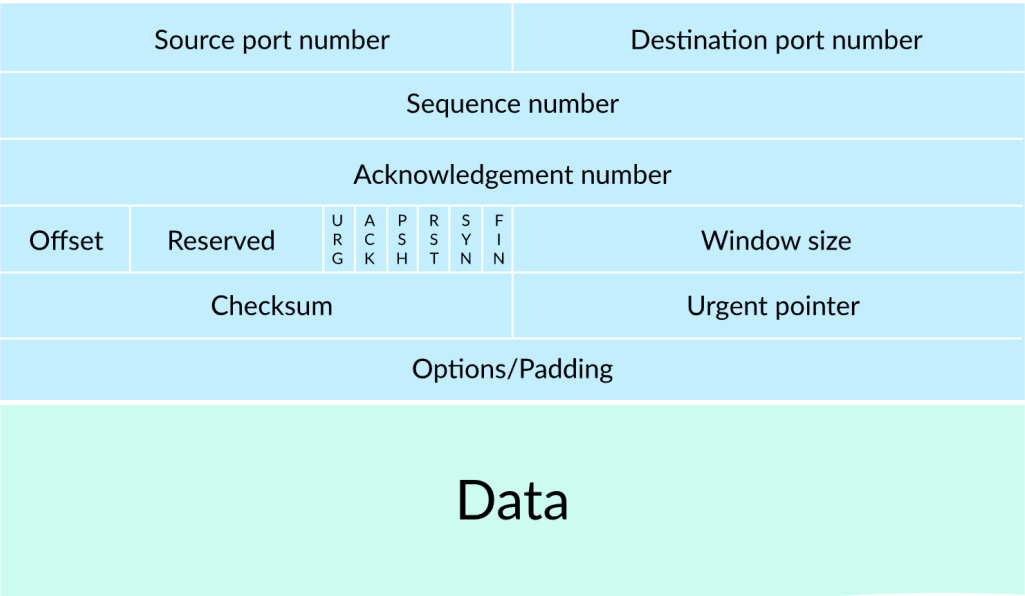 Source port number Destination port number
Sequence number
Acknowledgement number
Offset Reserved URG ACK PSH RST SYN FIN Window size
Checksum Urgent pointer
Options/Padding
Data